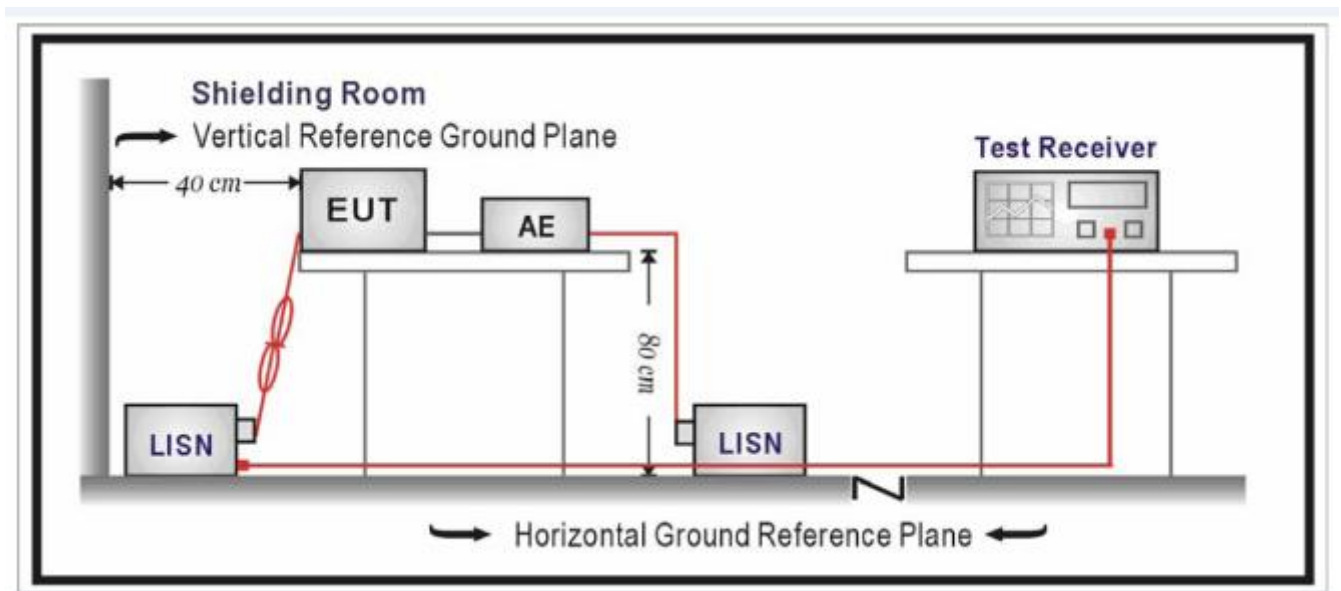 Shielding Room
Vertical Reference Ground Plane
Test Receiver
40 cm
EUT
AE
80 cm
LISN
LISN
Horizontal Ground Reference Plane